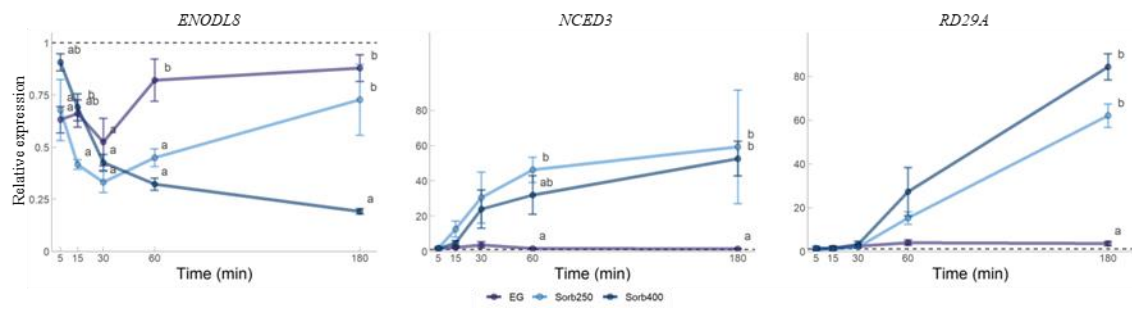 ENODL8
NCED3
RD29A
Relative expression
1
0.75
0.5
0.25
0
ab
a
a
b
ab
a
a
a
a
b
a
a
b
b
a
5 15 30 60 180
Time (min)
80
60
40
20
0
b
ab
a
b
b
5 15 30 60 180
Time (min)
80
60
40
20
0
b
b
a
5 15 30 60 180
Time (min)
EG Sorb250 Sorb400